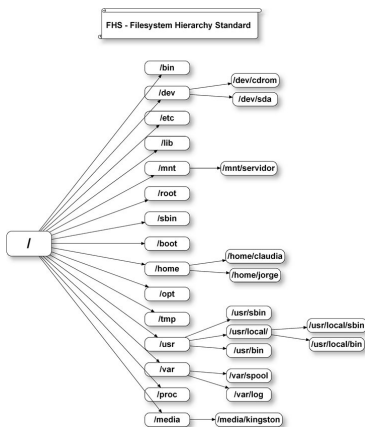 FHS - Filesystem Hierarchy Standard
/bin
/dev
/dev/cdrom
/dev/sda
/etc
/lib
/mnt
/mnt/servidor
/root
/sbin
/
/boot
/home
/home/claudia
/home/jorge
/opt
/tmp
/usr
/usr/sbin
/usr/local/
/usr/local/sbin
/usr/local/bin
/usr/bin
/var
/var/spool
/var/log
/proc
/media
/media/kingston